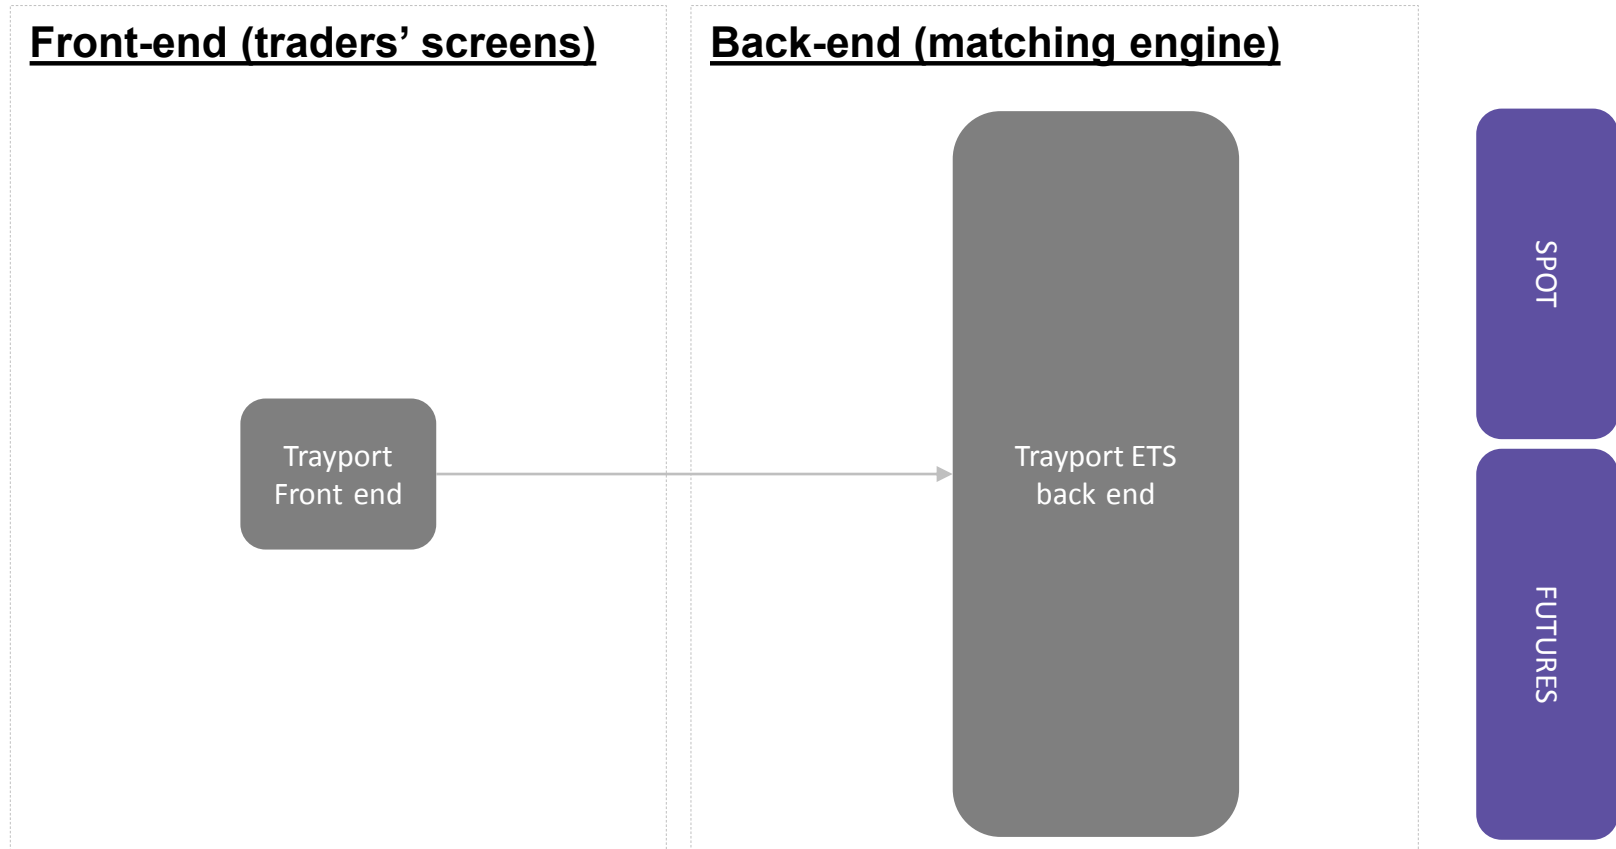 Front-end (traders’ screens)
Back-end (matching engine)
Trayport
Front end
Trayport ETS
back end
SPOT
FUTURES